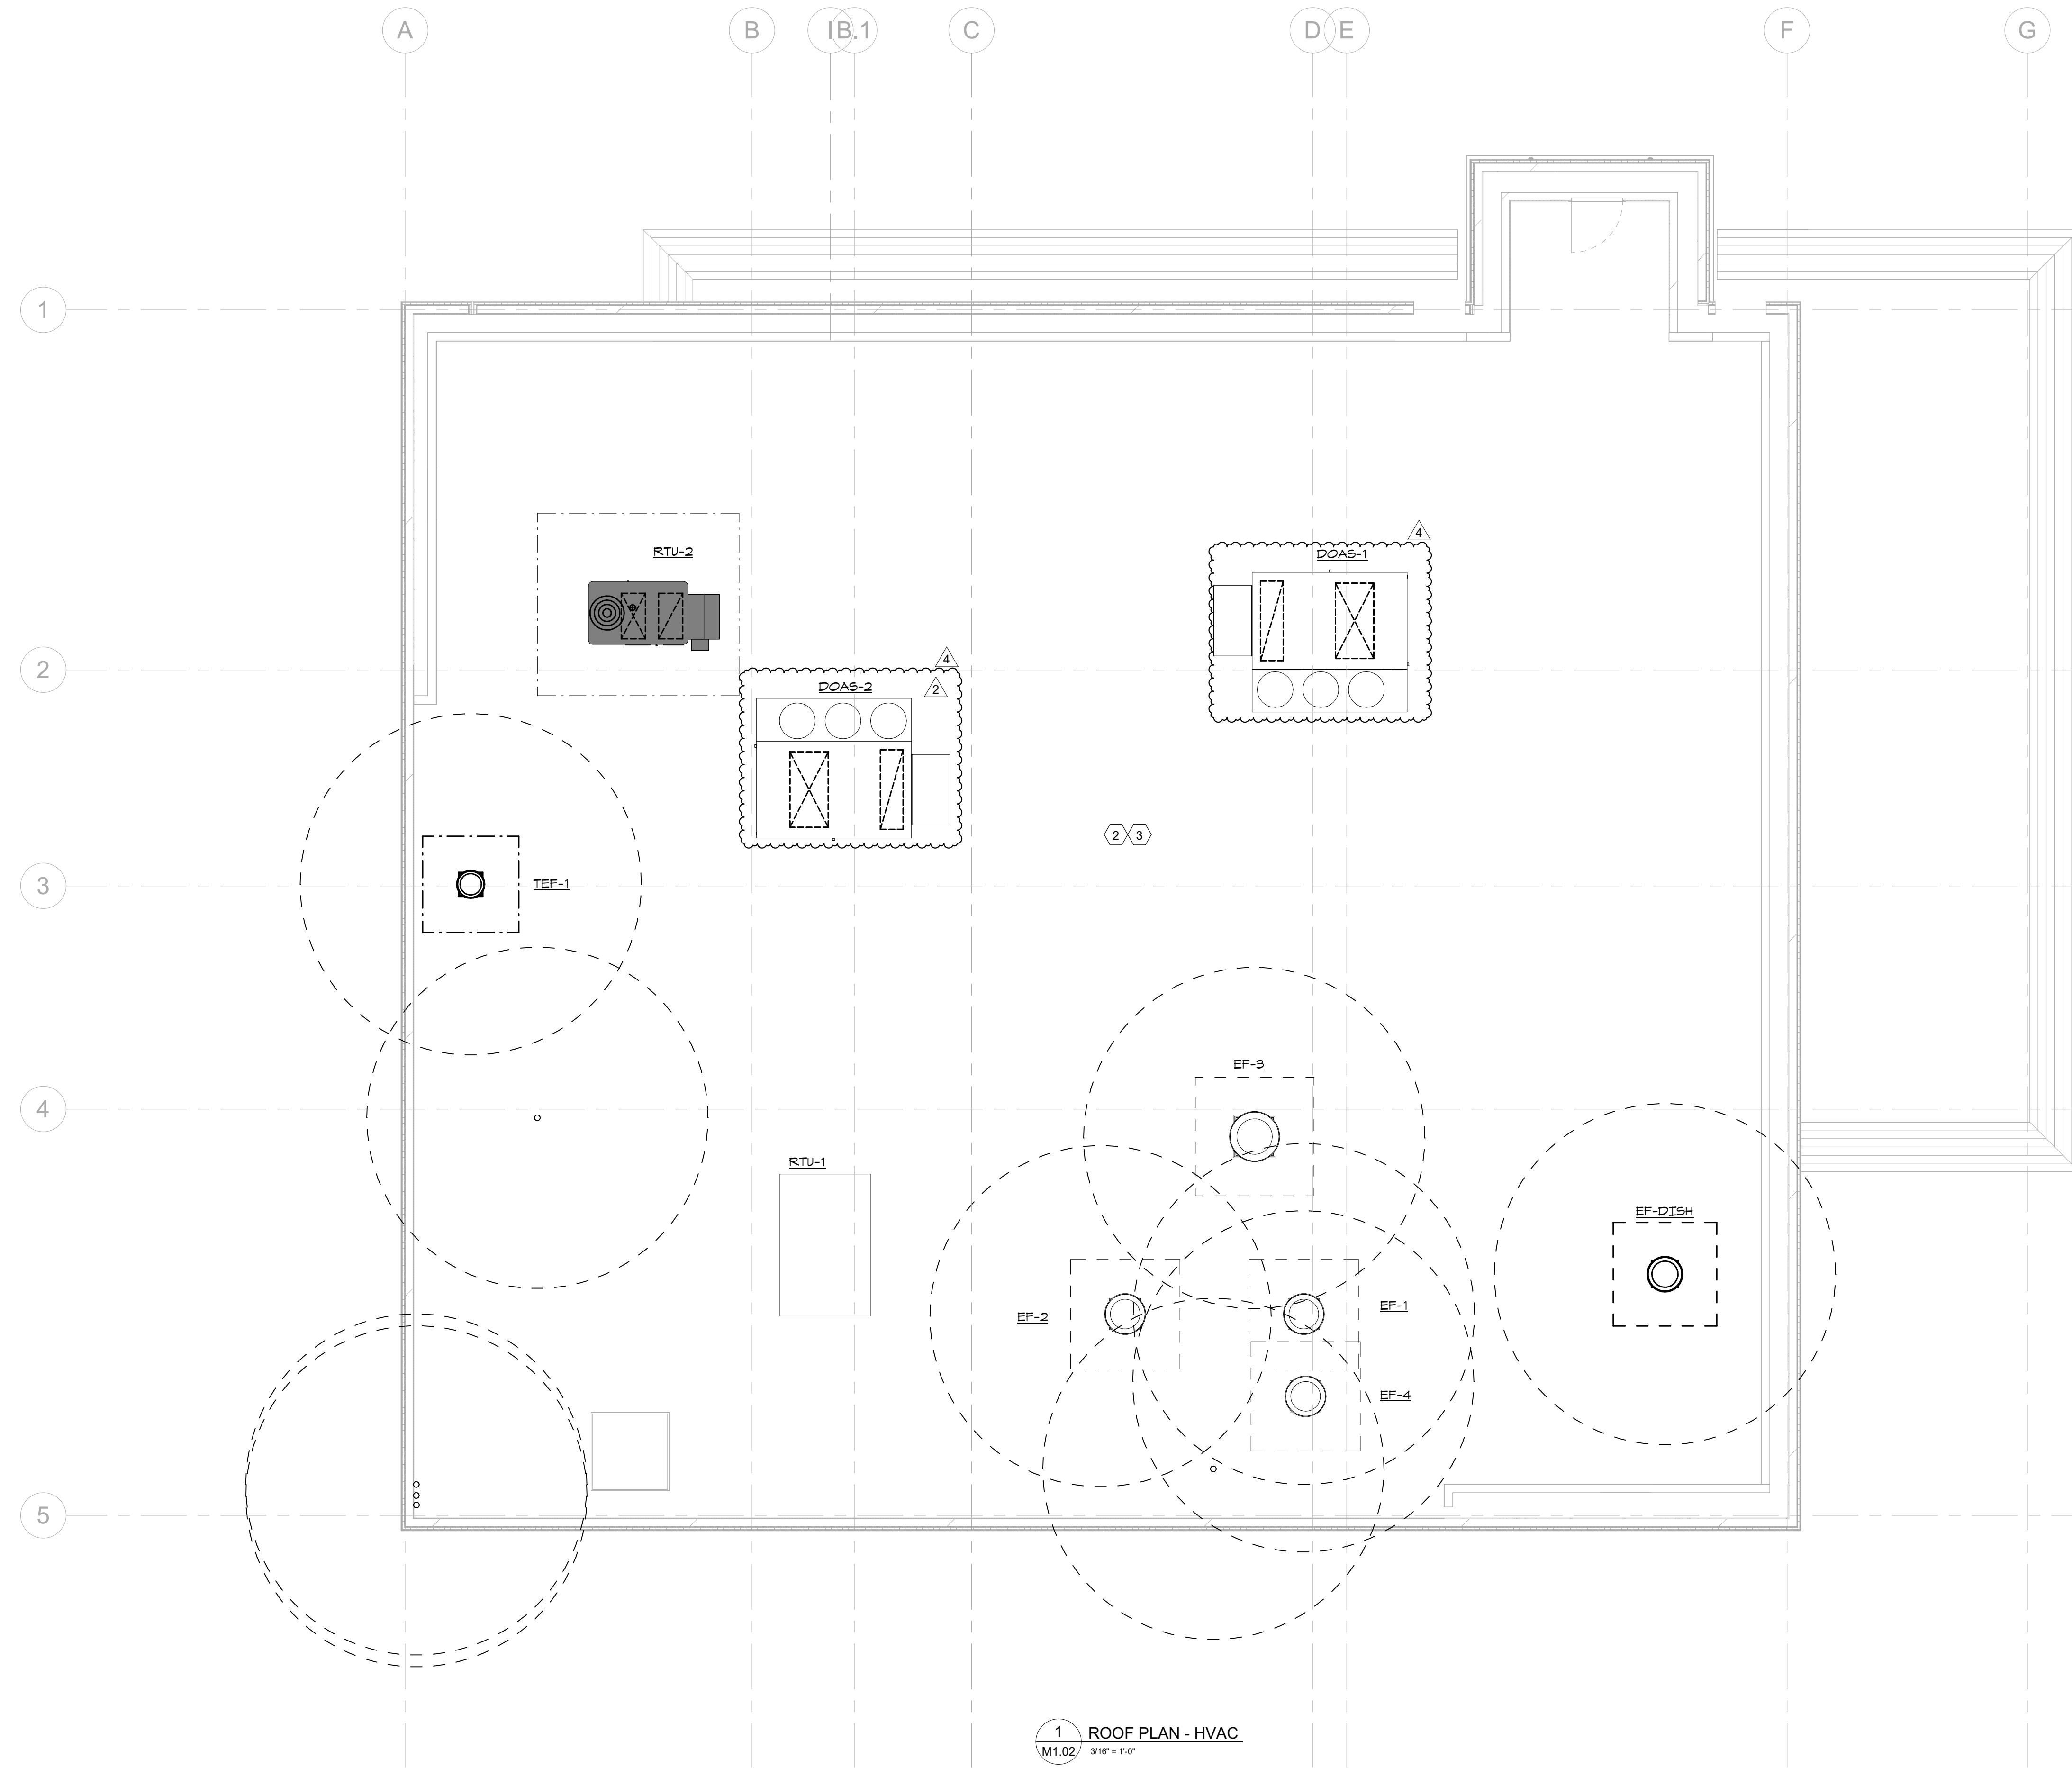 A B I B.1 C D E F G
1
4
RTU-2
DOAS-1
2
4
DOAS-2
2
2 3
3
TEF-1
EF-3
4
RTU-1
EF-DISH
EF-2
EF-1
EF-4
5
1
ROOF PLAN - HVAC
M1.02
3/16" = 1'-0"